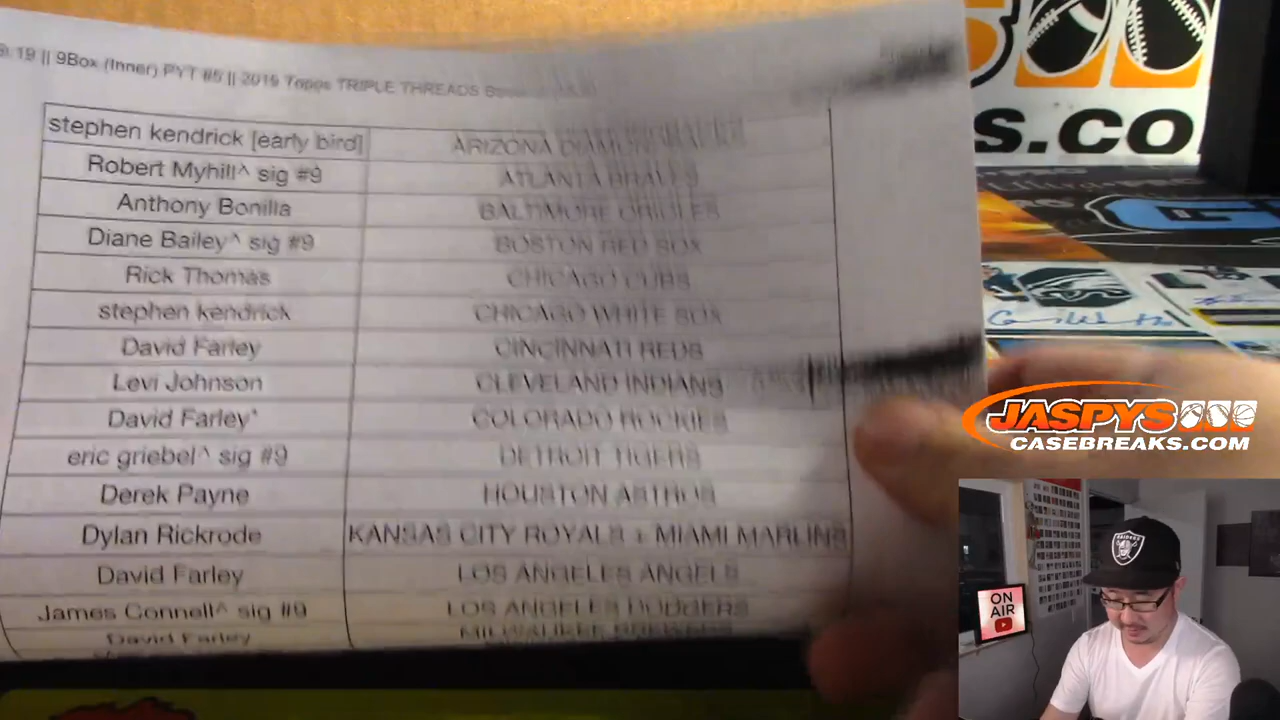 19 || 9Box (Inner) PYT #5 || 2019 Topps TRIPLE THREADS
stephen kendrick [early bird] ARIZONA DIAMONDBACKS
Robert Myhill^ sig #9 ATLANTA BRAVES
Anthony Bonilla BALTIMORE ORIOLES
Diane Bailey^ sig #9 BOSTON RED SOX
Rick Thomas CHICAGO CUBS
stephen kendrick CHICAGO WHITE SOX
David Farley CINCINNATI REDS
Levi Johnson CLEVELAND INDIANS
David Farley* COLORADO ROCKIES
eric griebel^ sig #9 DETROIT TIGERS
Derek Payne HOUSTON ASTROS
Dylan Rickrode KANSAS CITY ROYALS + MIAMI MARLINS
David Farley LOS ANGELES ANGELS
James Connell^ sig #9 LOS ANGELES DODGERS
David Farley MILWAUKEE BREWERS
S.CO
JASPYS
CASEBREAKS.COM
RAIDERS
ON
AIR